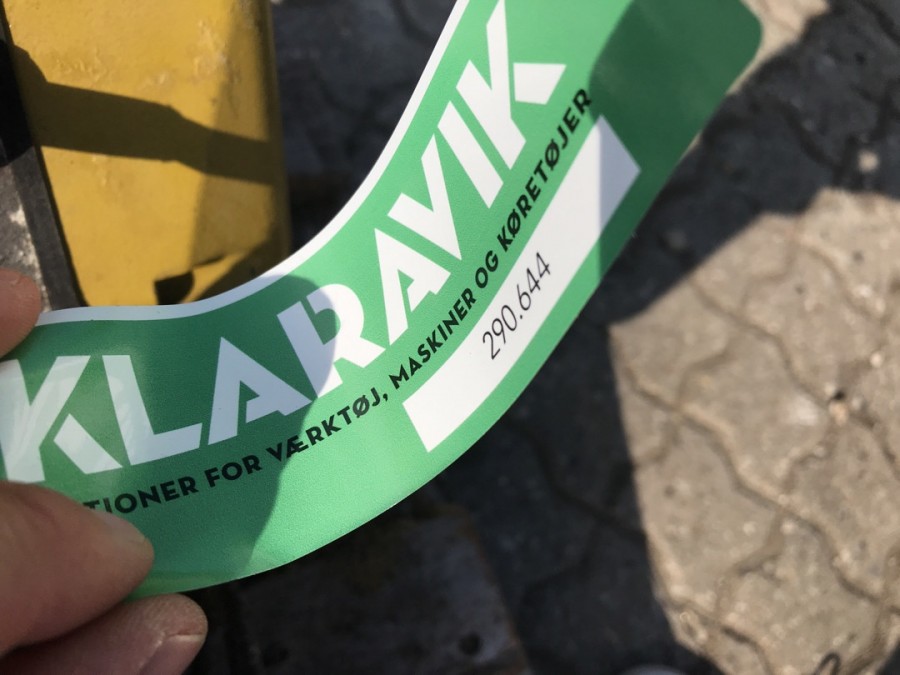 KLARAVIK
TIONER FOR VÆRKTØJ, MASKINER OG KØRETØJER
290.644